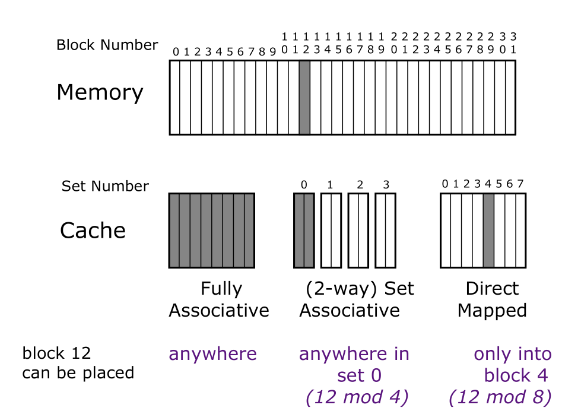 Block Number
0 1 2 3 4 5 6 7 8 9 10 11 12 13 14 15 16 17 18 19 20 21 22 23 24 25 26 27 28 29 30 31
Memory
Set Number
0 1 2 3
0 1 2 3 4 5 6 7
Cache
Fully
Associative
(2-way) Set
Associative
Direct
Mapped
block 12
can be placed
anywhere
anywhere in
set 0
(12 mod 4)
only into
block 4
(12 mod 8)